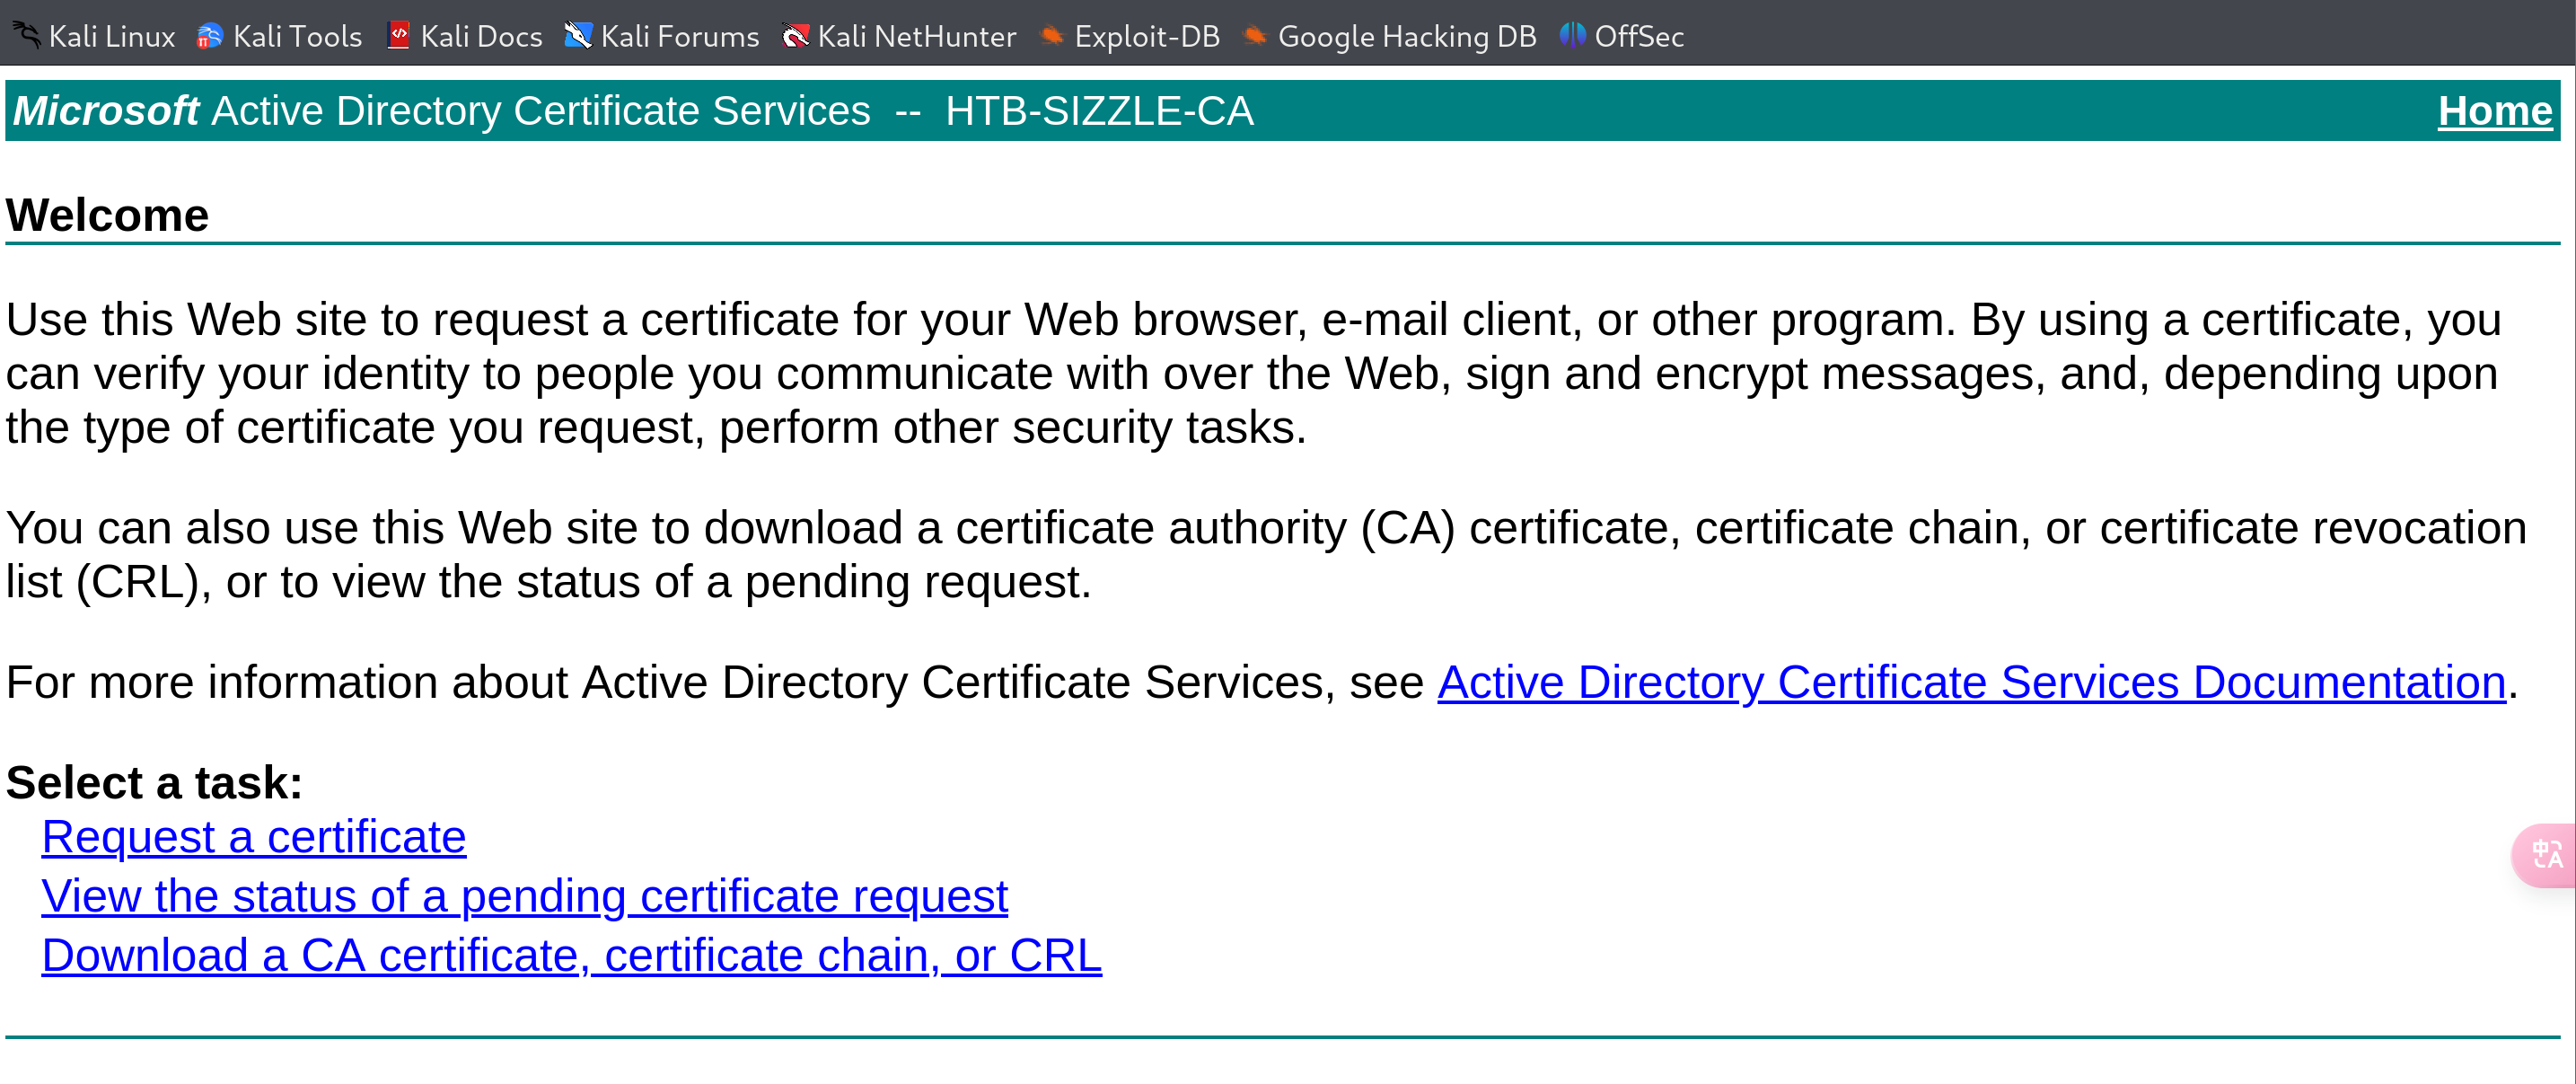 Kali Linux Kali Tools Kali Docs Kali Forums Kali NetHunter Exploit-DB Google Hacking DB OffSec
Microsoft Active Directory Certificate Services -- HTB-SIZZLE-CA Home
Welcome
Use this Web site to request a certificate for your Web browser, e-mail client, or other program. By using a certificate, you
can verify your identity to people you communicate with over the Web, sign and encrypt messages, and, depending upon
the type of certificate you request, perform other security tasks.
You can also use this Web site to download a certificate authority (CA) certificate, certificate chain, or certificate revocation
list (CRL), or to view the status of a pending request.
For more information about Active Directory Certificate Services, see Active Directory Certificate Services Documentation.
Select a task:
Request a certificate
View the status of a pending certificate request
Download a CA certificate, certificate chain, or CRL
中A